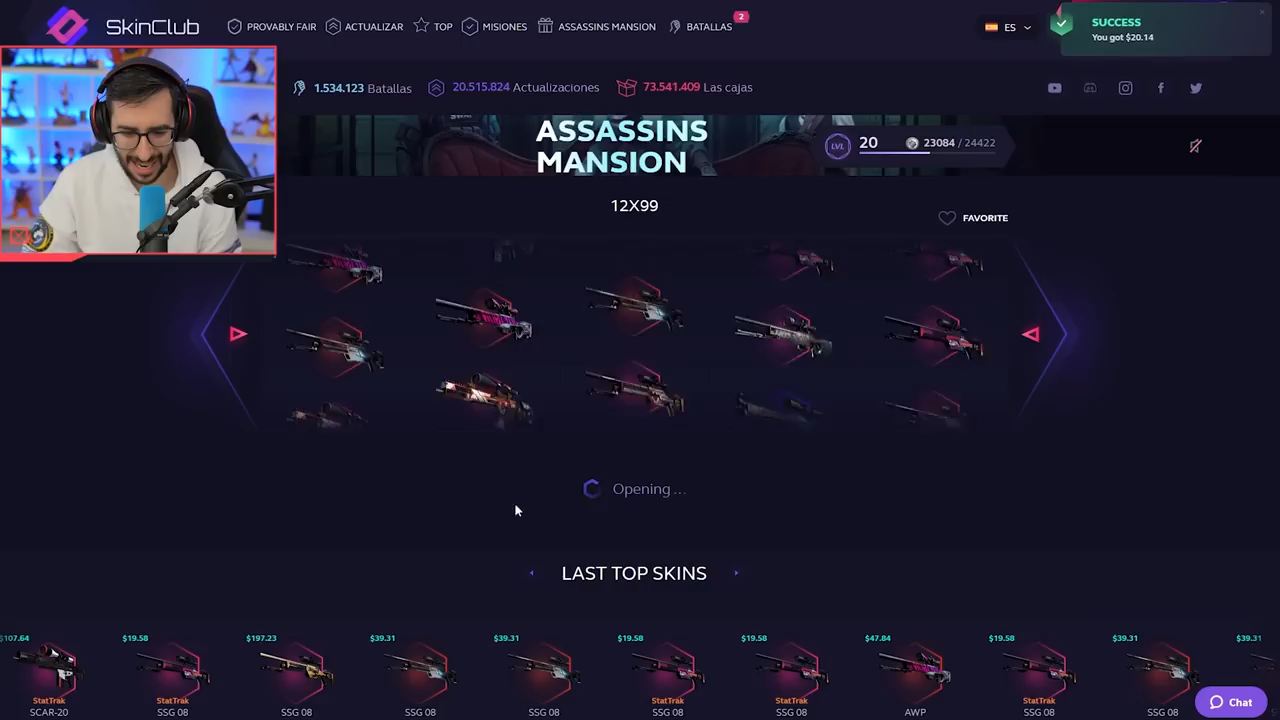 SKINCLUB
PROVABLY FAIR
ACTUALIZAR
TOP
MISIONES
ASSASSINS MANSION
BATALLAS
2
ES
SUCCESS
You got $20.14
1.534.123 Batallas
20.515.824 Actualizaciones
73.541.409 Las cajas
ASSASSINS
MANSION
LVL
20
23084 / 24422
12X99
FAVORITE
Opening ...
LAST TOP SKINS
$107.64
$19.58
$197.23
$39.31
$39.31
$19.58
$19.58
$47.84
$19.58
$39.31
$39.31
StatTrak
StatTrak
StatTrak
StatTrak
StatTrak
SCAR-20
SSG 08
SSG 08
SSG 08
SSG 08
SSG 08
SSG 08
AWP
SSG 08
SSG 08
Chat